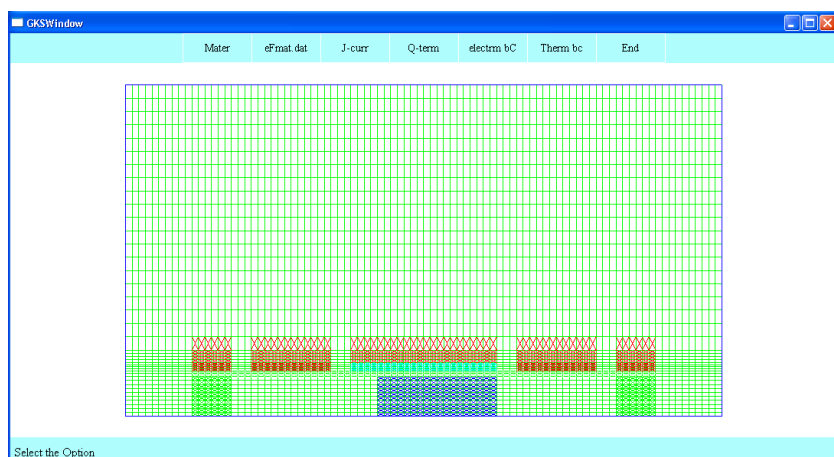 GKSWindow
Mater eFmat.dat J-curr Q-term electrm bC Therm bc End
Select the Option